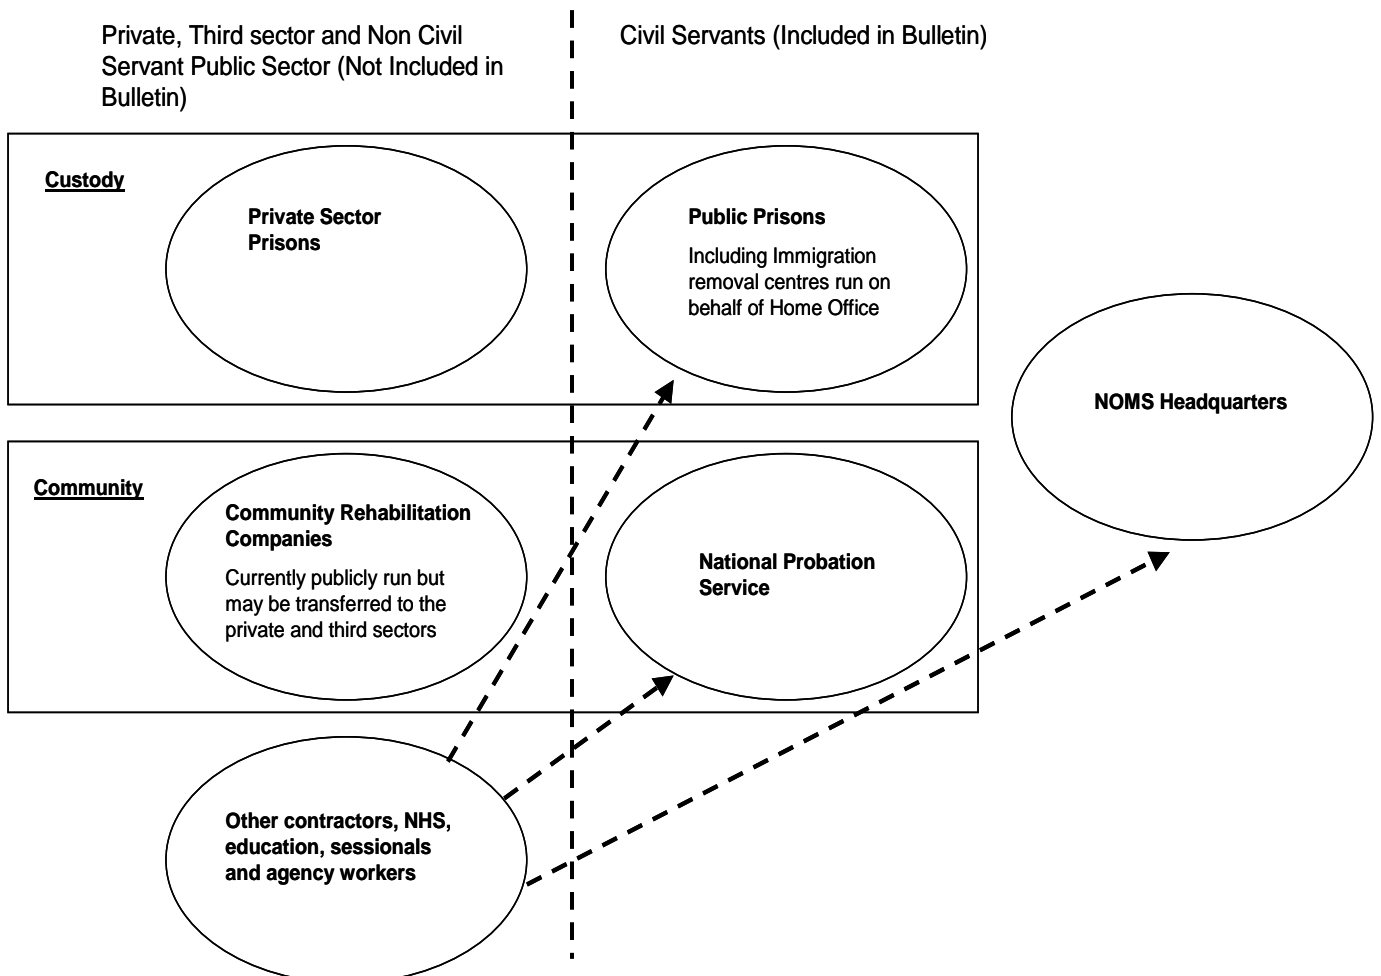 Private, Third sector and Non Civil
Servant Public Sector (Not Included in
Bulletin)
Civil Servants (Included in Bulletin)
Custody
Private Sector
Prisons
Public Prisons
Including Immigration
removal centres run on
behalf of Home Office
NOMS Headquarters
Community
Community Rehabilitation
Companies
Currently publicly run but
may be transferred to the
private and third sectors
National Probation
Service
Other contractors, NHS,
education, sessionals
and agency workers